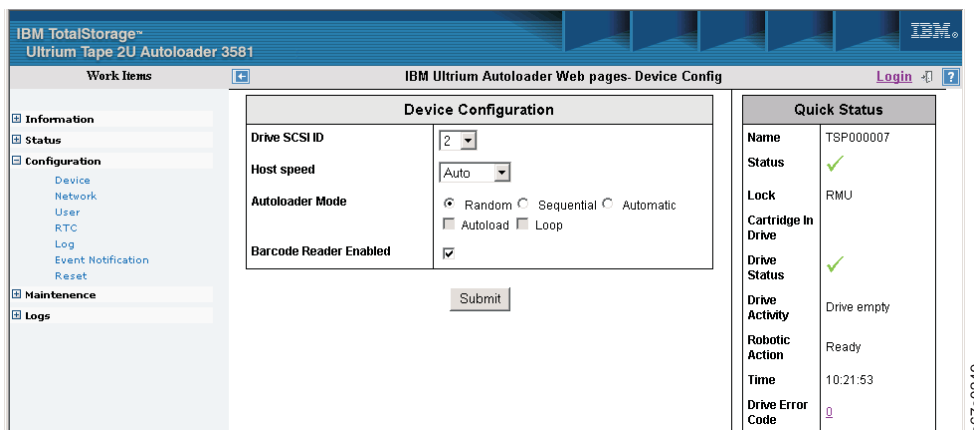 IBM TotalStorage™
Ultrium Tape 2U Autoloader 3581
IBM
Work Items
IBM Ultrium Autoloader Web pages- Device Config
Login
?
Information
Status
Configuration
Device
Network
User
RTC
Log
Event Notification
Reset
Maintenence
Logs
Device Configuration
Drive SCSI ID
2
Host speed
Auto
Autoloader Mode
Random Sequential Automatic
Autoload Loop
Barcode Reader Enabled
Submit
Quick Status
Name TSP000007
Status
Lock RMU
Cartridge In
Drive
Drive
Status
Drive
Activity Drive empty
Robotic
Action Ready
Time 10:21:53
Drive Error
Code 0